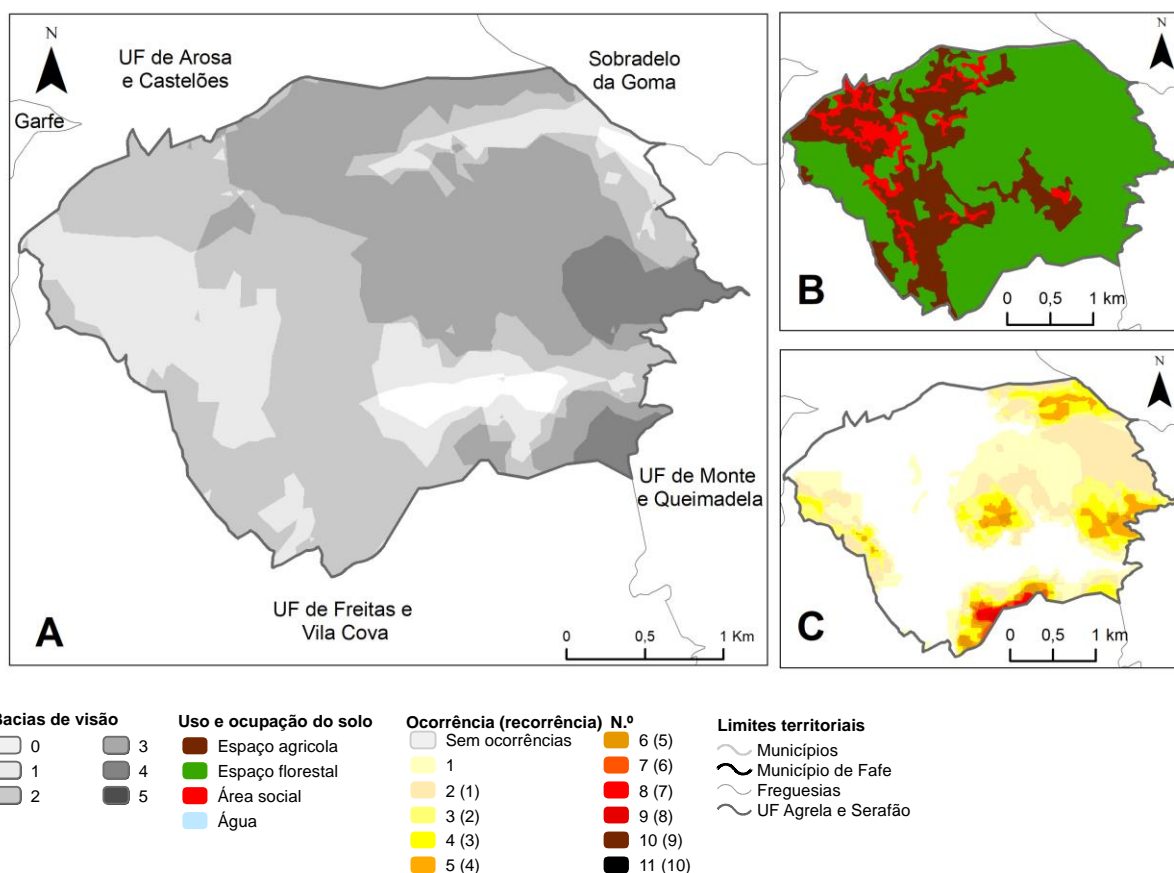 N
UF de Arosa
e Castelões
Sobradelo
da Goma
Garfe
UF de Monte
e Queimadela
UF de Freitas e
Vila Cova
A
0 0,5 1 Km
N
B
0 0,5 1 km
N
C
0 0,5 1 km
Bacias de visão
0 3
1 4
2 5
Uso e ocupação do solo
Espaço agricola
Espaço florestal
Área social
Água
Ocorrência (recorrência) N.º
Sem ocorrências 6 (5)
1 7 (6)
2 (1) 8 (7)
3 (2) 9 (8)
4 (3) 10 (9)
5 (4) 11 (10)
Limites territoriais
Municípios
Município de Fafe
Freguesias
UF Agrela e Serafão